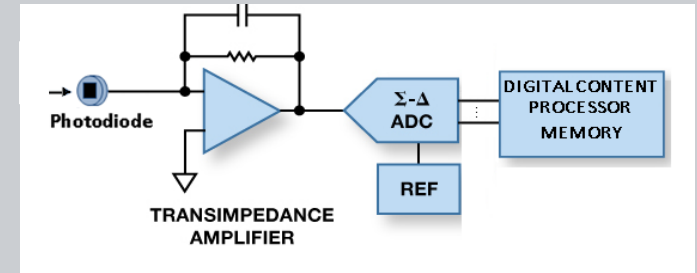 Photodiode
TRANSIMPEDANCE
AMPLIFIER
Σ-Δ
ADC
REF
DIGITALCONTENT
PROCESSOR
MEMORY